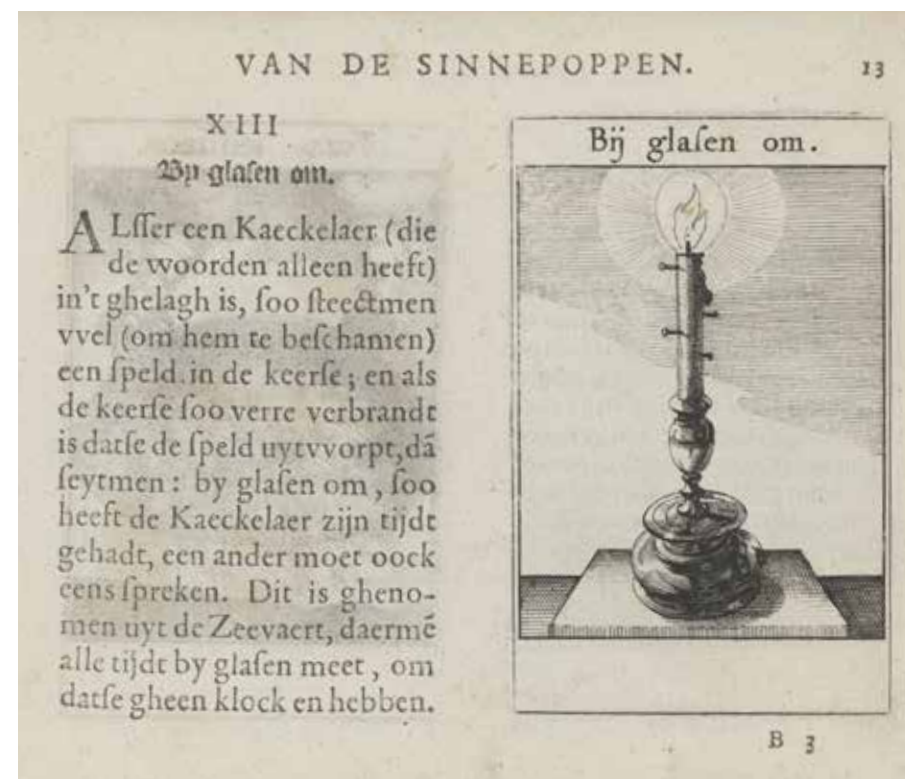 VAN DE SINNEPOPPEN. 13
XIII
By glasen om.
ALſſer een Kaeckelaer (die
de woorden alleen heeft)
in't ghelagh is, ſoo ſteectmen
vvel (om hem te beſchamen)
een ſpeld in de keerſe; en als
de keerſe ſoo verre verbrandt
is datſe de ſpeld uytvvorpt, dā
ſeytmen: by glaſen om, ſoo
heeft de Kaeckelaer zijn tijdt
gehadt, een ander moet oock
eens ſpreken. Dit is gheno-
men uyt de Zeevaert, daermē
alle tijdt by glaſen meet, om
datſe gheen klock en hebben.
Bij glaſen om.
B 3